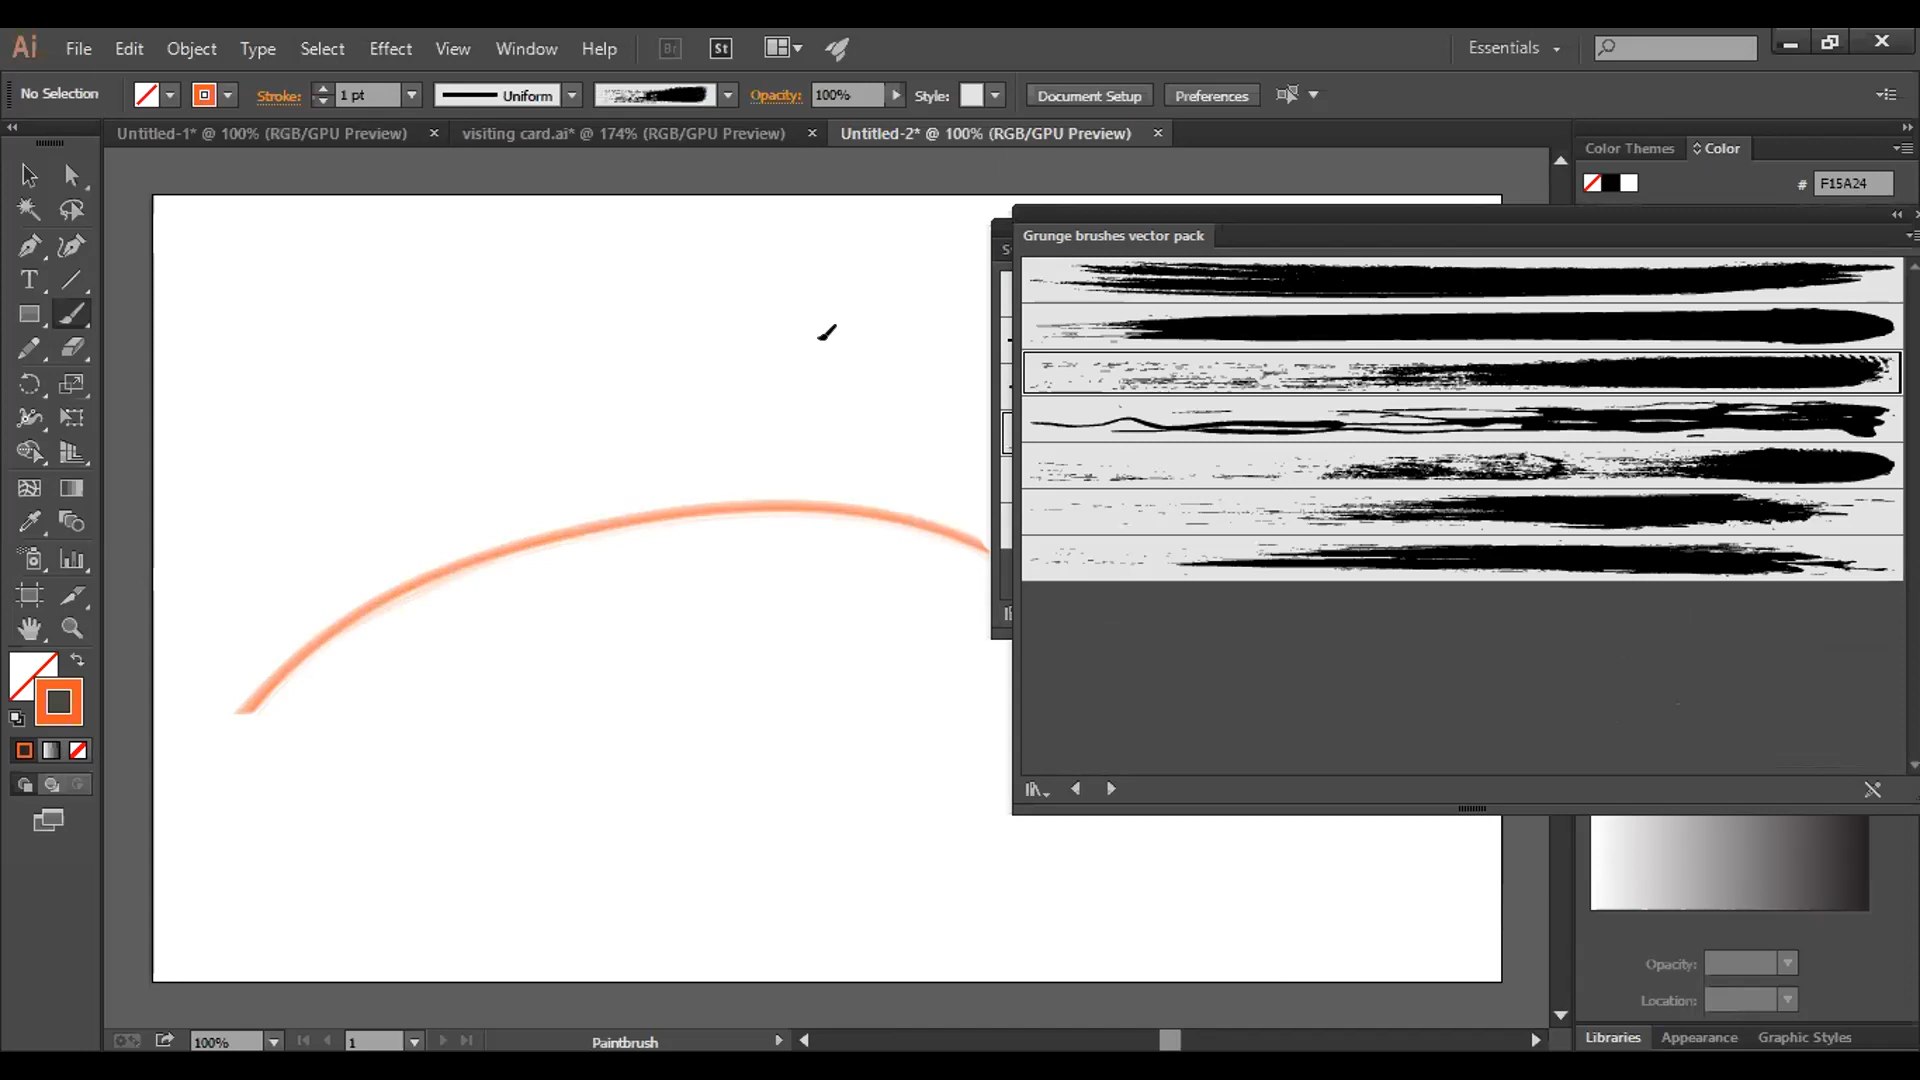 Ai File Edit Object Type Select Effect View Window Help Br St Essentials
No Selection Stroke: 1 pt Uniform Opacity: 100% Style: Document Setup Preferences
Untitled-1* @ 100% (RGB/GPU Preview) × visiting card.ai* @ 174% (RGB/GPU Preview) × Untitled-2* @ 100% (RGB/GPU Preview) ×
Color Themes Color
# F15A24
Grunge brushes vector pack
S
T
Opacity:
Location:
100% 1 Paintbrush
Libraries Appearance Graphic Styles